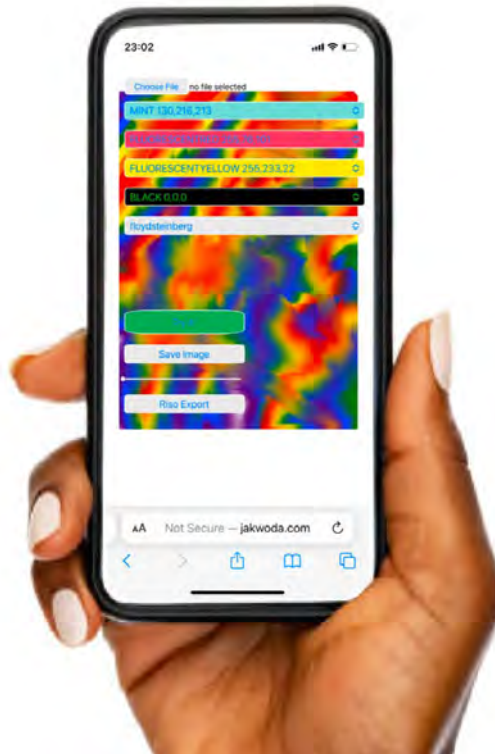 23:02
Choose File no file selected
MINT 130,216,213
FLUORESCENTYELLOW 255,233,22
BLACK 0,0,0
floydsteinberg
Save Image
Riso Export
AA Not Secure — jakwoda.com